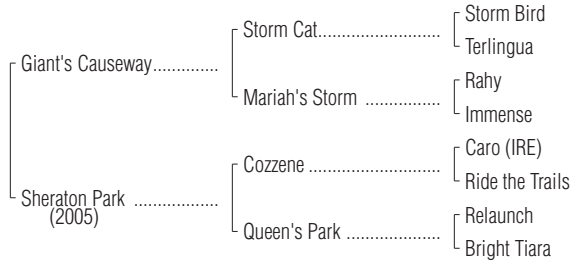 Storm Bird
Storm Cat
Terlingua
Giant's Causeway
Rahy
Mariah's Storm
Immense
Caro (IRE)
Cozzene
Ride the Trails
Sheraton Park
(2005)
Relaunch
Queen's Park
Bright Tiara